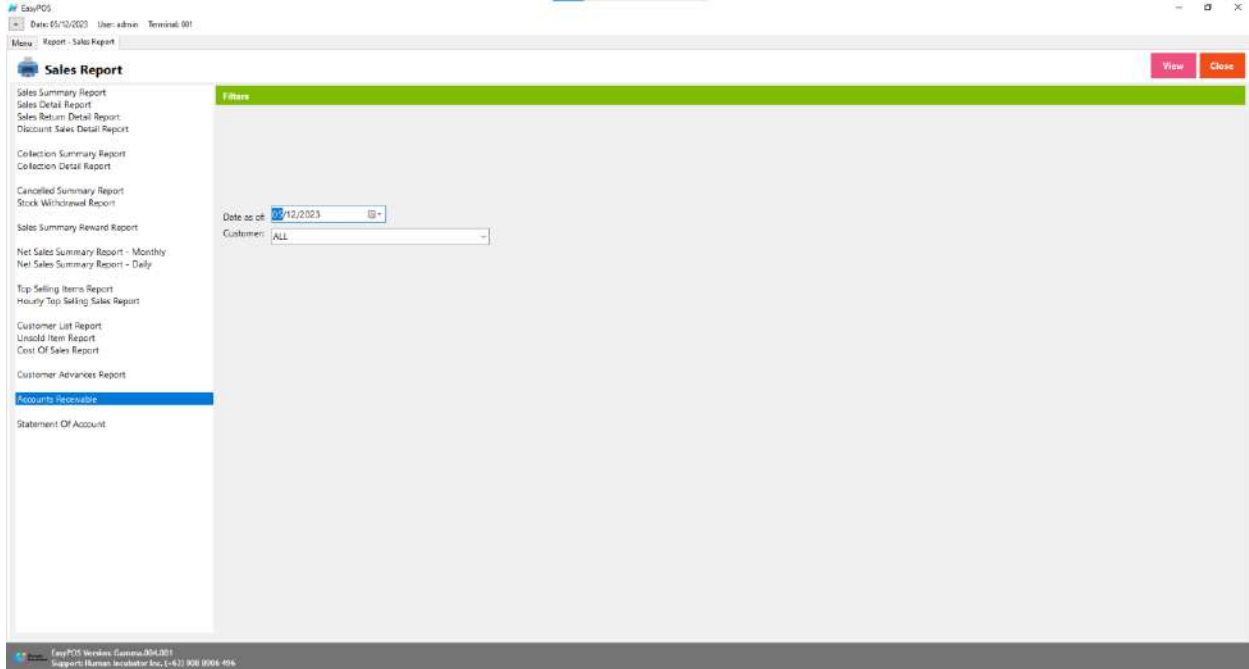 EasyPOS
Date: 05/12/2023 User: admin Terminal: 001
Menu Report - Sales Report
Sales Report
View Close
Sales Summary Report
Sales Detail Report
Sales Return Detail Report
Discount Sales Detail Report
Collection Summary Report
Collection Detail Report
Cancelled Summary Report
Stock Withdrawal Report
Sales Summary Reward Report
Net Sales Summary Report - Monthly
Net Sales Summary Report - Daily
Top Selling Items Report
Hourly Top Selling Sales Report
Customer List Report
Unsold Item Report
Cost Of Sales Report
Customer Advances Report
Accounts Receivable
Statement Of Account
Filters
Date as of: 05/12/2023
Customer: ALL
EasyPOS Version: Gamma.004.001
Support: Human Incubator Inc. (+63) 908 8906 496